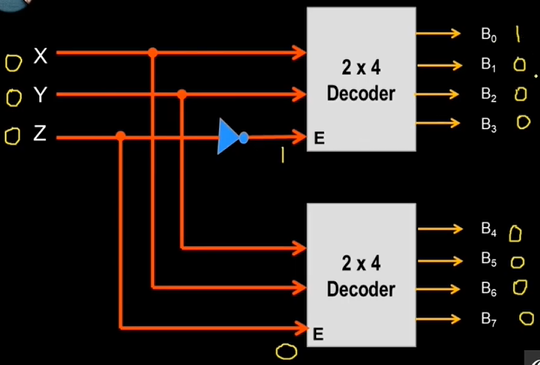 B₀ 1
0 X
2 x 4
B₁ 0
0 Y
Decoder
B₂ 0
0 Z
1
E
B₃ 0
B₄ 0
2 x 4
B₅ 0
Decoder
B₆ 0
0
E
B₇ 0